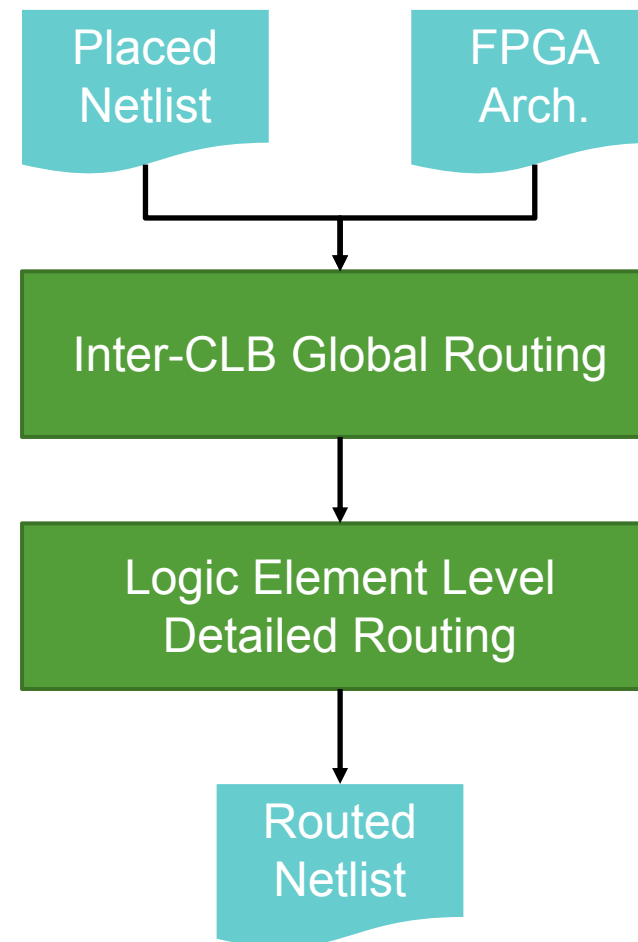 Placed
Netlist
FPGA
Arch.
Inter-CLB Global Routing
Logic Element Level
Detailed Routing
Routed
Netlist